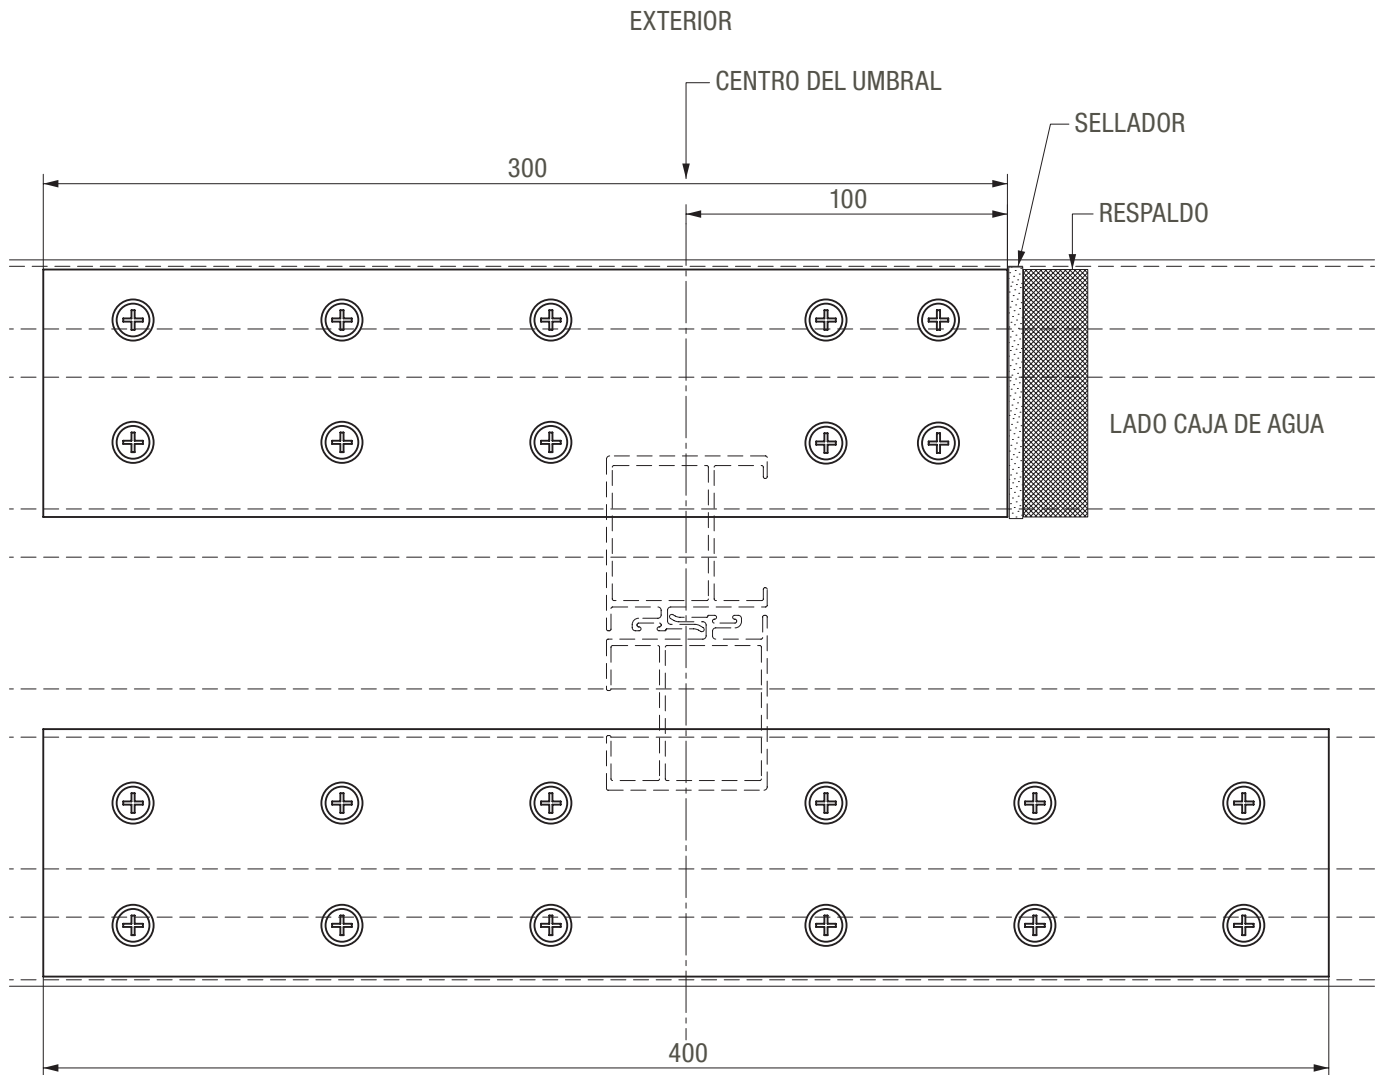 EXTERIOR
CENTRO DEL UMBRAL
SELLADOR
300
100
RESPALDO
LADO CAJA DE AGUA
400